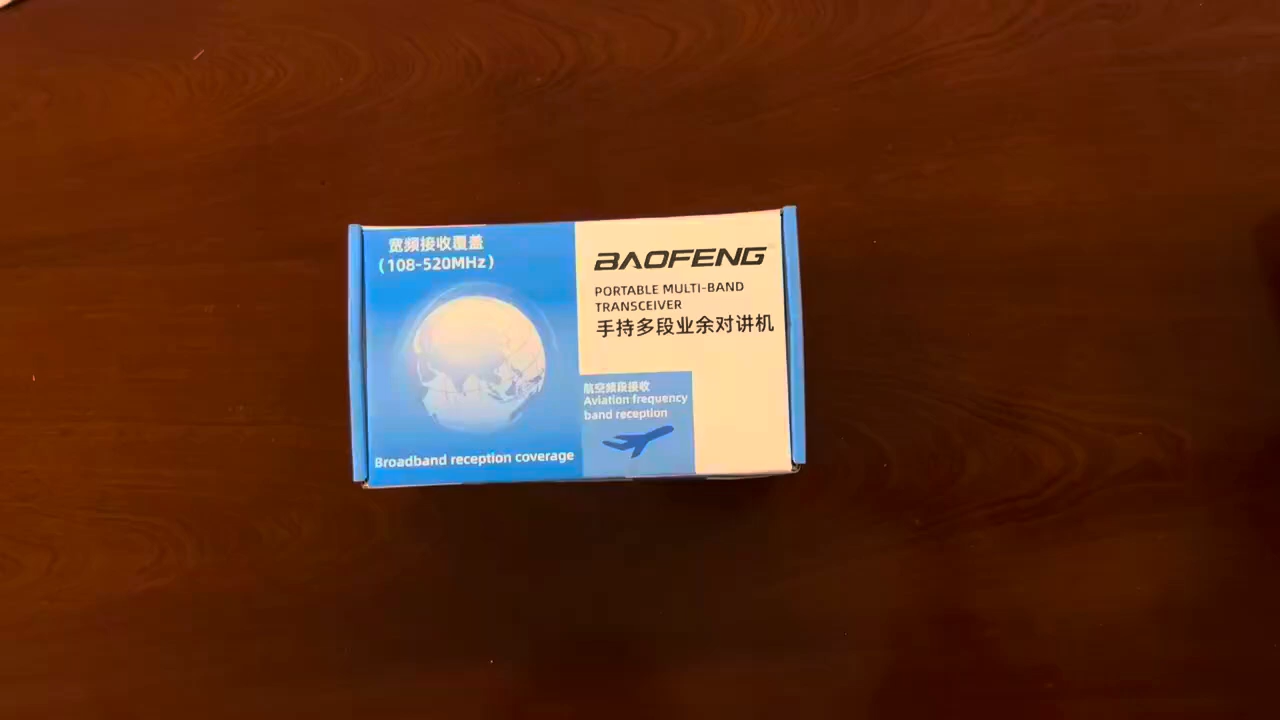 宽频接收覆盖
(108-520MHz)
Broadband reception coverage
BAOFENG
PORTABLE MULTI-BAND
TRANSCEIVER
手持多段业余对讲机
航空频段接收
Aviation frequency
band reception